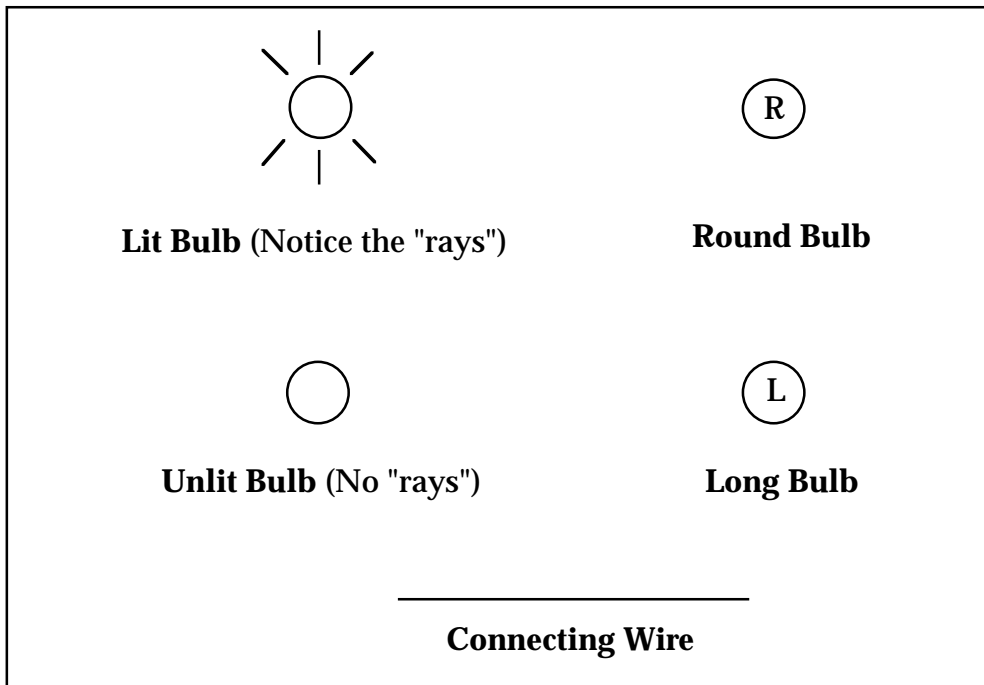 R
Lit Bulb (Notice the "rays")
Round Bulb
L
Unlit Bulb (No "rays")
Long Bulb
Connecting Wire